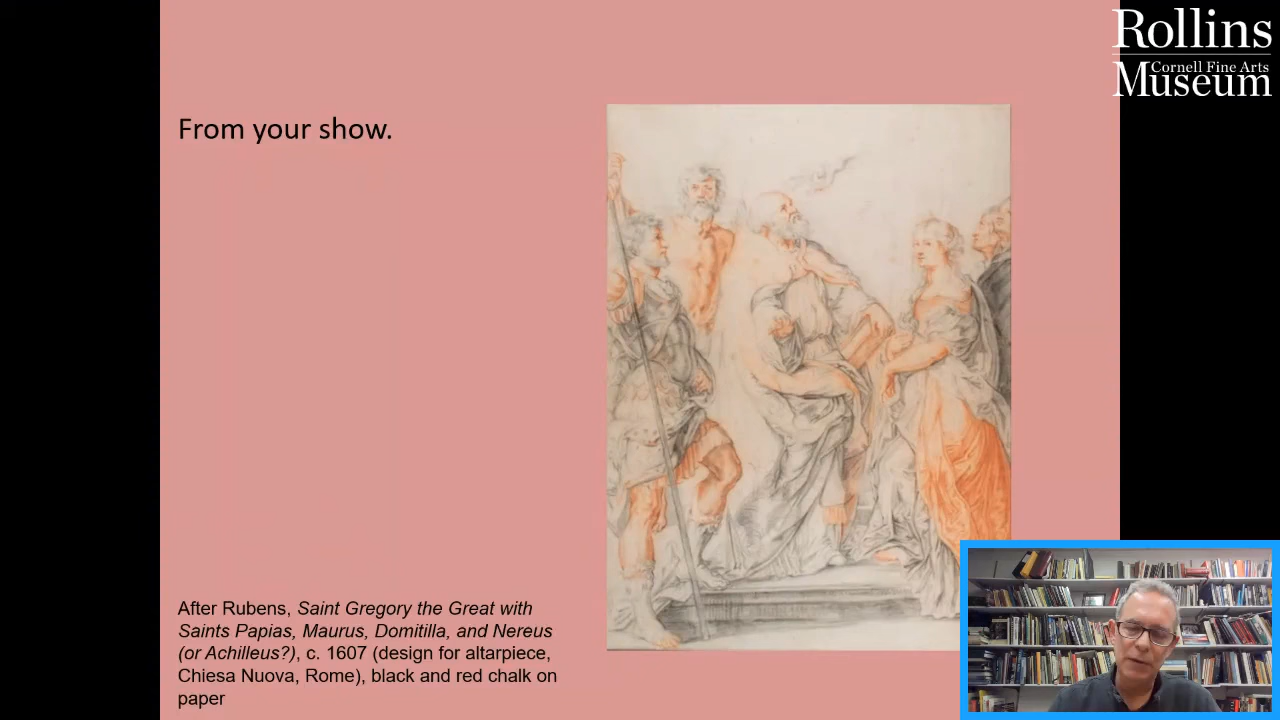 Rollins
Cornell Fine Arts
Museum
From your show.
After Rubens, Saint Gregory the Great with
Saints Papias, Maurus, Domitilla, and Nereus
(or Achilleus?), c. 1607 (design for altarpiece,
Chiesa Nuova, Rome), black and red chalk on
paper